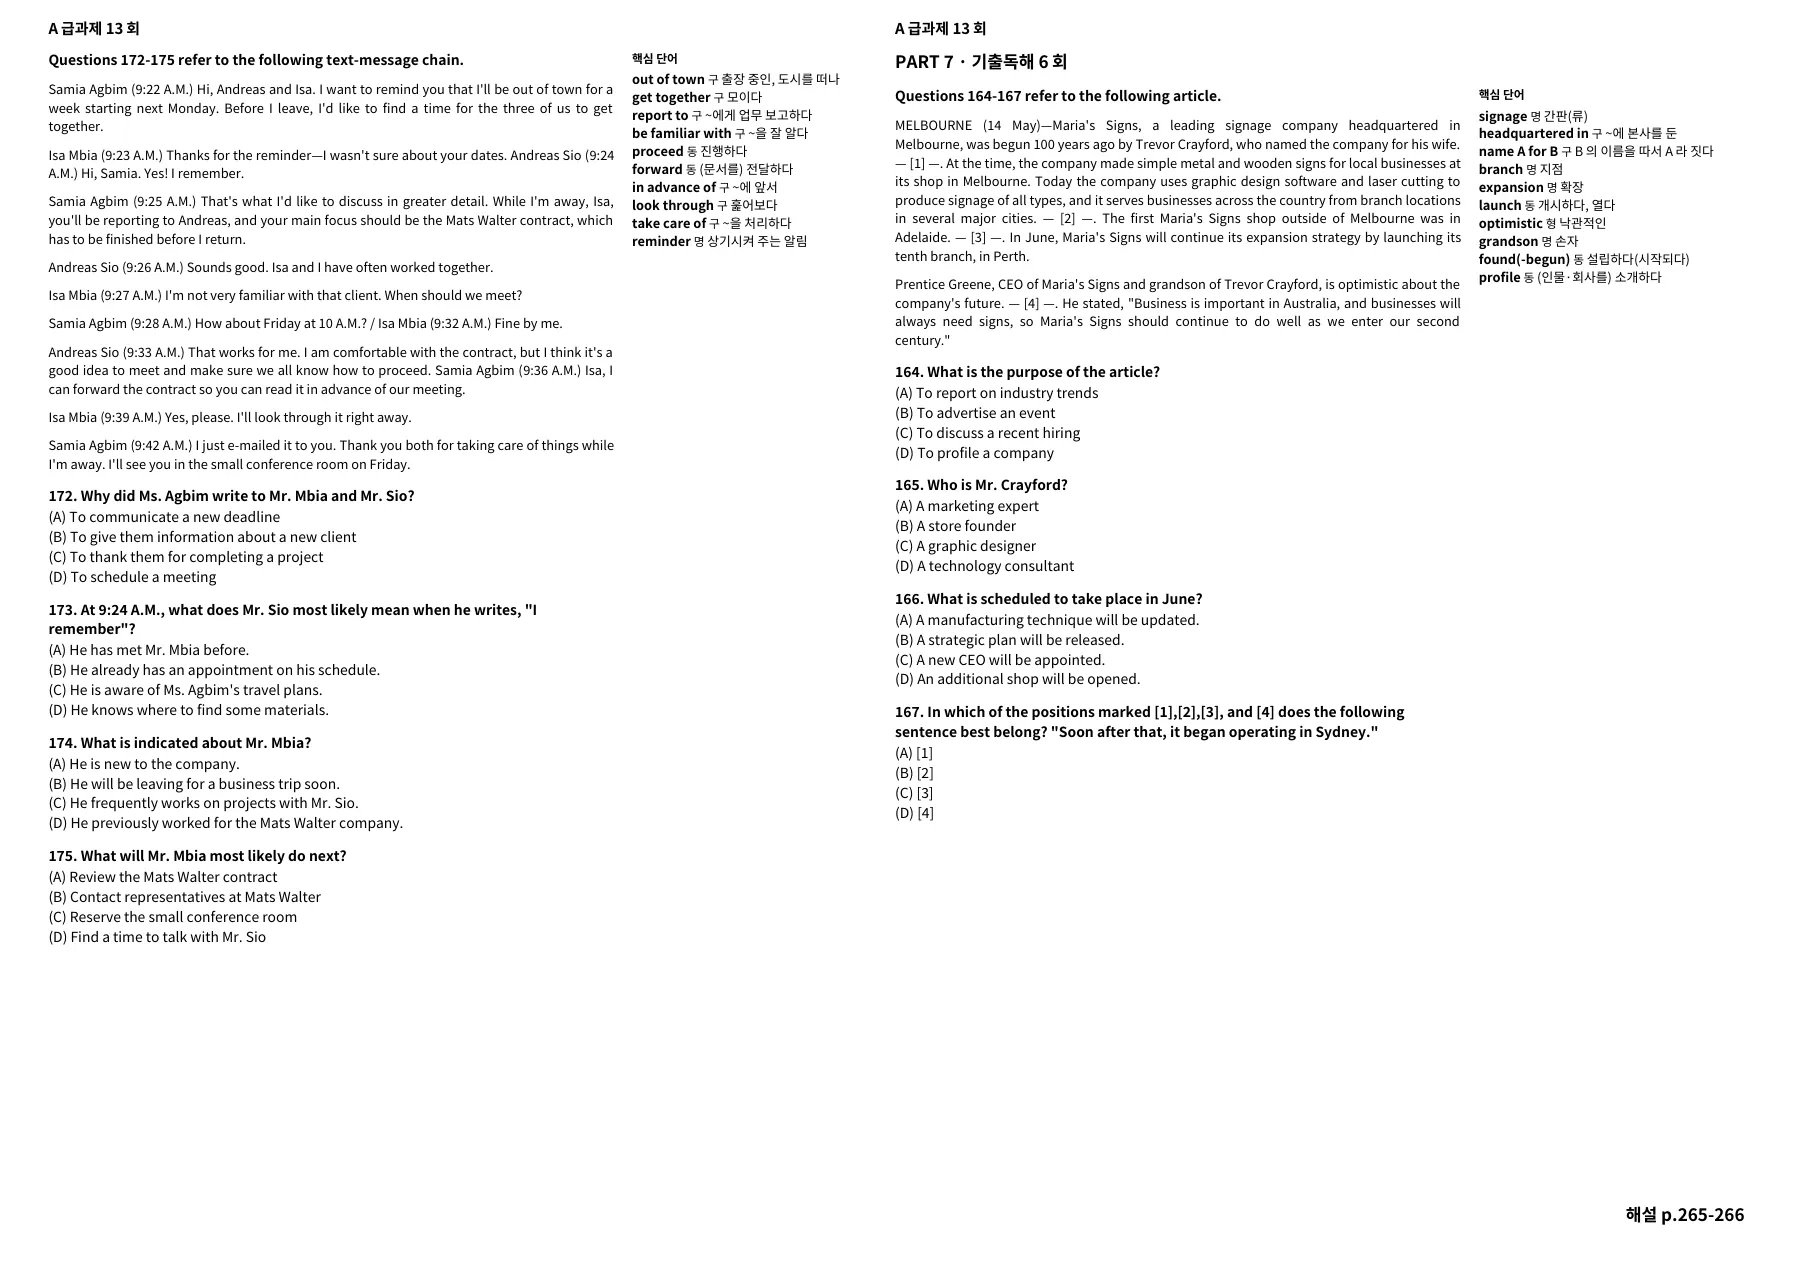 A 급과제 13 회
Questions 172-175 refer to the following text-message chain.
Samia Agbim (9:22 A.M.) Hi, Andreas and Isa. I want to remind you that I'll be out of town for a
week starting next Monday. Before I leave, I'd like to find a time for the three of us to get
together.
Isa Mbia (9:23 A.M.) Thanks for the reminder—I wasn't sure about your dates. Andreas Sio (9:24
A.M.) Hi, Samia. Yes! I remember.
Samia Agbim (9:25 A.M.) That's what I'd like to discuss in greater detail. While I'm away, Isa,
you'll be reporting to Andreas, and your main focus should be the Mats Walter contract, which
has to be finished before I return.
Andreas Sio (9:26 A.M.) Sounds good. Isa and I have often worked together.
Isa Mbia (9:27 A.M.) I'm not very familiar with that client. When should we meet?
Samia Agbim (9:28 A.M.) How about Friday at 10 A.M.? / Isa Mbia (9:32 A.M.) Fine by me.
Andreas Sio (9:33 A.M.) That works for me. I am comfortable with the contract, but I think it's a
good idea to meet and make sure we all know how to proceed. Samia Agbim (9:36 A.M.) Isa, I
can forward the contract so you can read it in advance of our meeting.
Isa Mbia (9:39 A.M.) Yes, please. I'll look through it right away.
Samia Agbim (9:42 A.M.) I just e-mailed it to you. Thank you both for taking care of things while
I'm away. I'll see you in the small conference room on Friday.
172. Why did Ms. Agbim write to Mr. Mbia and Mr. Sio?
(A) To communicate a new deadline
(B) To give them information about a new client
(C) To thank them for completing a project
(D) To schedule a meeting
173. At 9:24 A.M., what does Mr. Sio most likely mean when he writes, "I
remember"?
(A) He has met Mr. Mbia before.
(B) He already has an appointment on his schedule.
(C) He is aware of Ms. Agbim's travel plans.
(D) He knows where to find some materials.
174. What is indicated about Mr. Mbia?
(A) He is new to the company.
(B) He will be leaving for a business trip soon.
(C) He frequently works on projects with Mr. Sio.
(D) He previously worked for the Mats Walter company.
175. What will Mr. Mbia most likely do next?
(A) Review the Mats Walter contract
(B) Contact representatives at Mats Walter
(C) Reserve the small conference room
(D) Find a time to talk with Mr. Sio
핵심 단어
out of town 구 출장 중인, 도시를 떠나
get together 구 모이다
report to 구 ~에게 업무 보고하다
be familiar with 구 ~을 잘 알다
proceed 동 진행하다
forward 동 (문서를) 전달하다
in advance of 구 ~에 앞서
look through 구 훑어보다
take care of 구 ~을 처리하다
reminder 명 상기시켜 주는 알림
A 급과제 13 회
PART 7 · 기출독해 6 회
Questions 164-167 refer to the following article.
MELBOURNE (14 May)—Maria's Signs, a leading signage company headquartered in
Melbourne, was begun 100 years ago by Trevor Crayford, who named the company for his wife.
— [1] —. At the time, the company made simple metal and wooden signs for local businesses at
its shop in Melbourne. Today the company uses graphic design software and laser cutting to
produce signage of all types, and it serves businesses across the country from branch locations
in several major cities. — [2] —. The first Maria's Signs shop outside of Melbourne was in
Adelaide. — [3] —. In June, Maria's Signs will continue its expansion strategy by launching its
tenth branch, in Perth.
Prentice Greene, CEO of Maria's Signs and grandson of Trevor Crayford, is optimistic about the
company's future. — [4] —. He stated, "Business is important in Australia, and businesses will
always need signs, so Maria's Signs should continue to do well as we enter our second
century."
164. What is the purpose of the article?
(A) To report on industry trends
(B) To advertise an event
(C) To discuss a recent hiring
(D) To profile a company
165. Who is Mr. Crayford?
(A) A marketing expert
(B) A store founder
(C) A graphic designer
(D) A technology consultant
166. What is scheduled to take place in June?
(A) A manufacturing technique will be updated.
(B) A strategic plan will be released.
(C) A new CEO will be appointed.
(D) An additional shop will be opened.
167. In which of the positions marked [1],[2],[3], and [4] does the following
sentence best belong? "Soon after that, it began operating in Sydney."
(A) [1]
(B) [2]
(C) [3]
(D) [4]
핵심 단어
signage 명 간판(류)
headquartered in 구 ~에 본사를 둔
name A for B 구 B 의 이름을 따서 A 라 짓다
branch 명 지점
expansion 명 확장
launch 동 개시하다, 열다
optimistic 형 낙관적인
grandson 명 손자
found(-begun) 동 설립하다(시작되다)
profile 동 (인물·회사를) 소개하다
해설 p.265-266